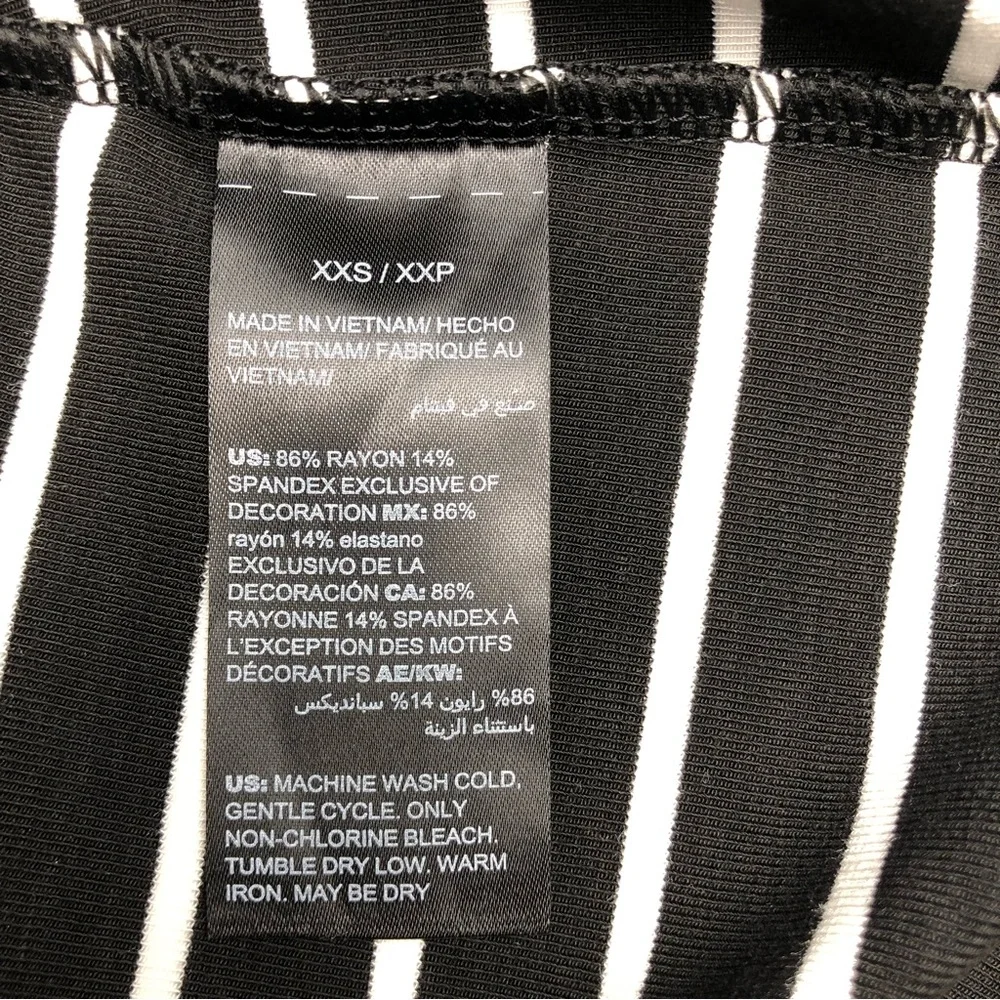 XXS / XXP
MADE IN VIETNAM/ HECHO
EN VIETNAM/ FABRIQUÉ AU
VIETNAM/
صنع في فيتنام
US: 86% RAYON 14%
SPANDEX EXCLUSIVE OF
DECORATION MX: 86%
rayón 14% elastano
EXCLUSIVO DE LA
DECORACIÓN CA: 86%
RAYONNE 14% SPANDEX À
L'EXCEPTION DES MOTIFS
DÉCORATIFS AE/KW:
86% رايون 14% سبانديكس
باستثناء الزينة
US: MACHINE WASH COLD,
GENTLE CYCLE. ONLY
NON-CHLORINE BLEACH.
TUMBLE DRY LOW. WARM
IRON. MAY BE DRY